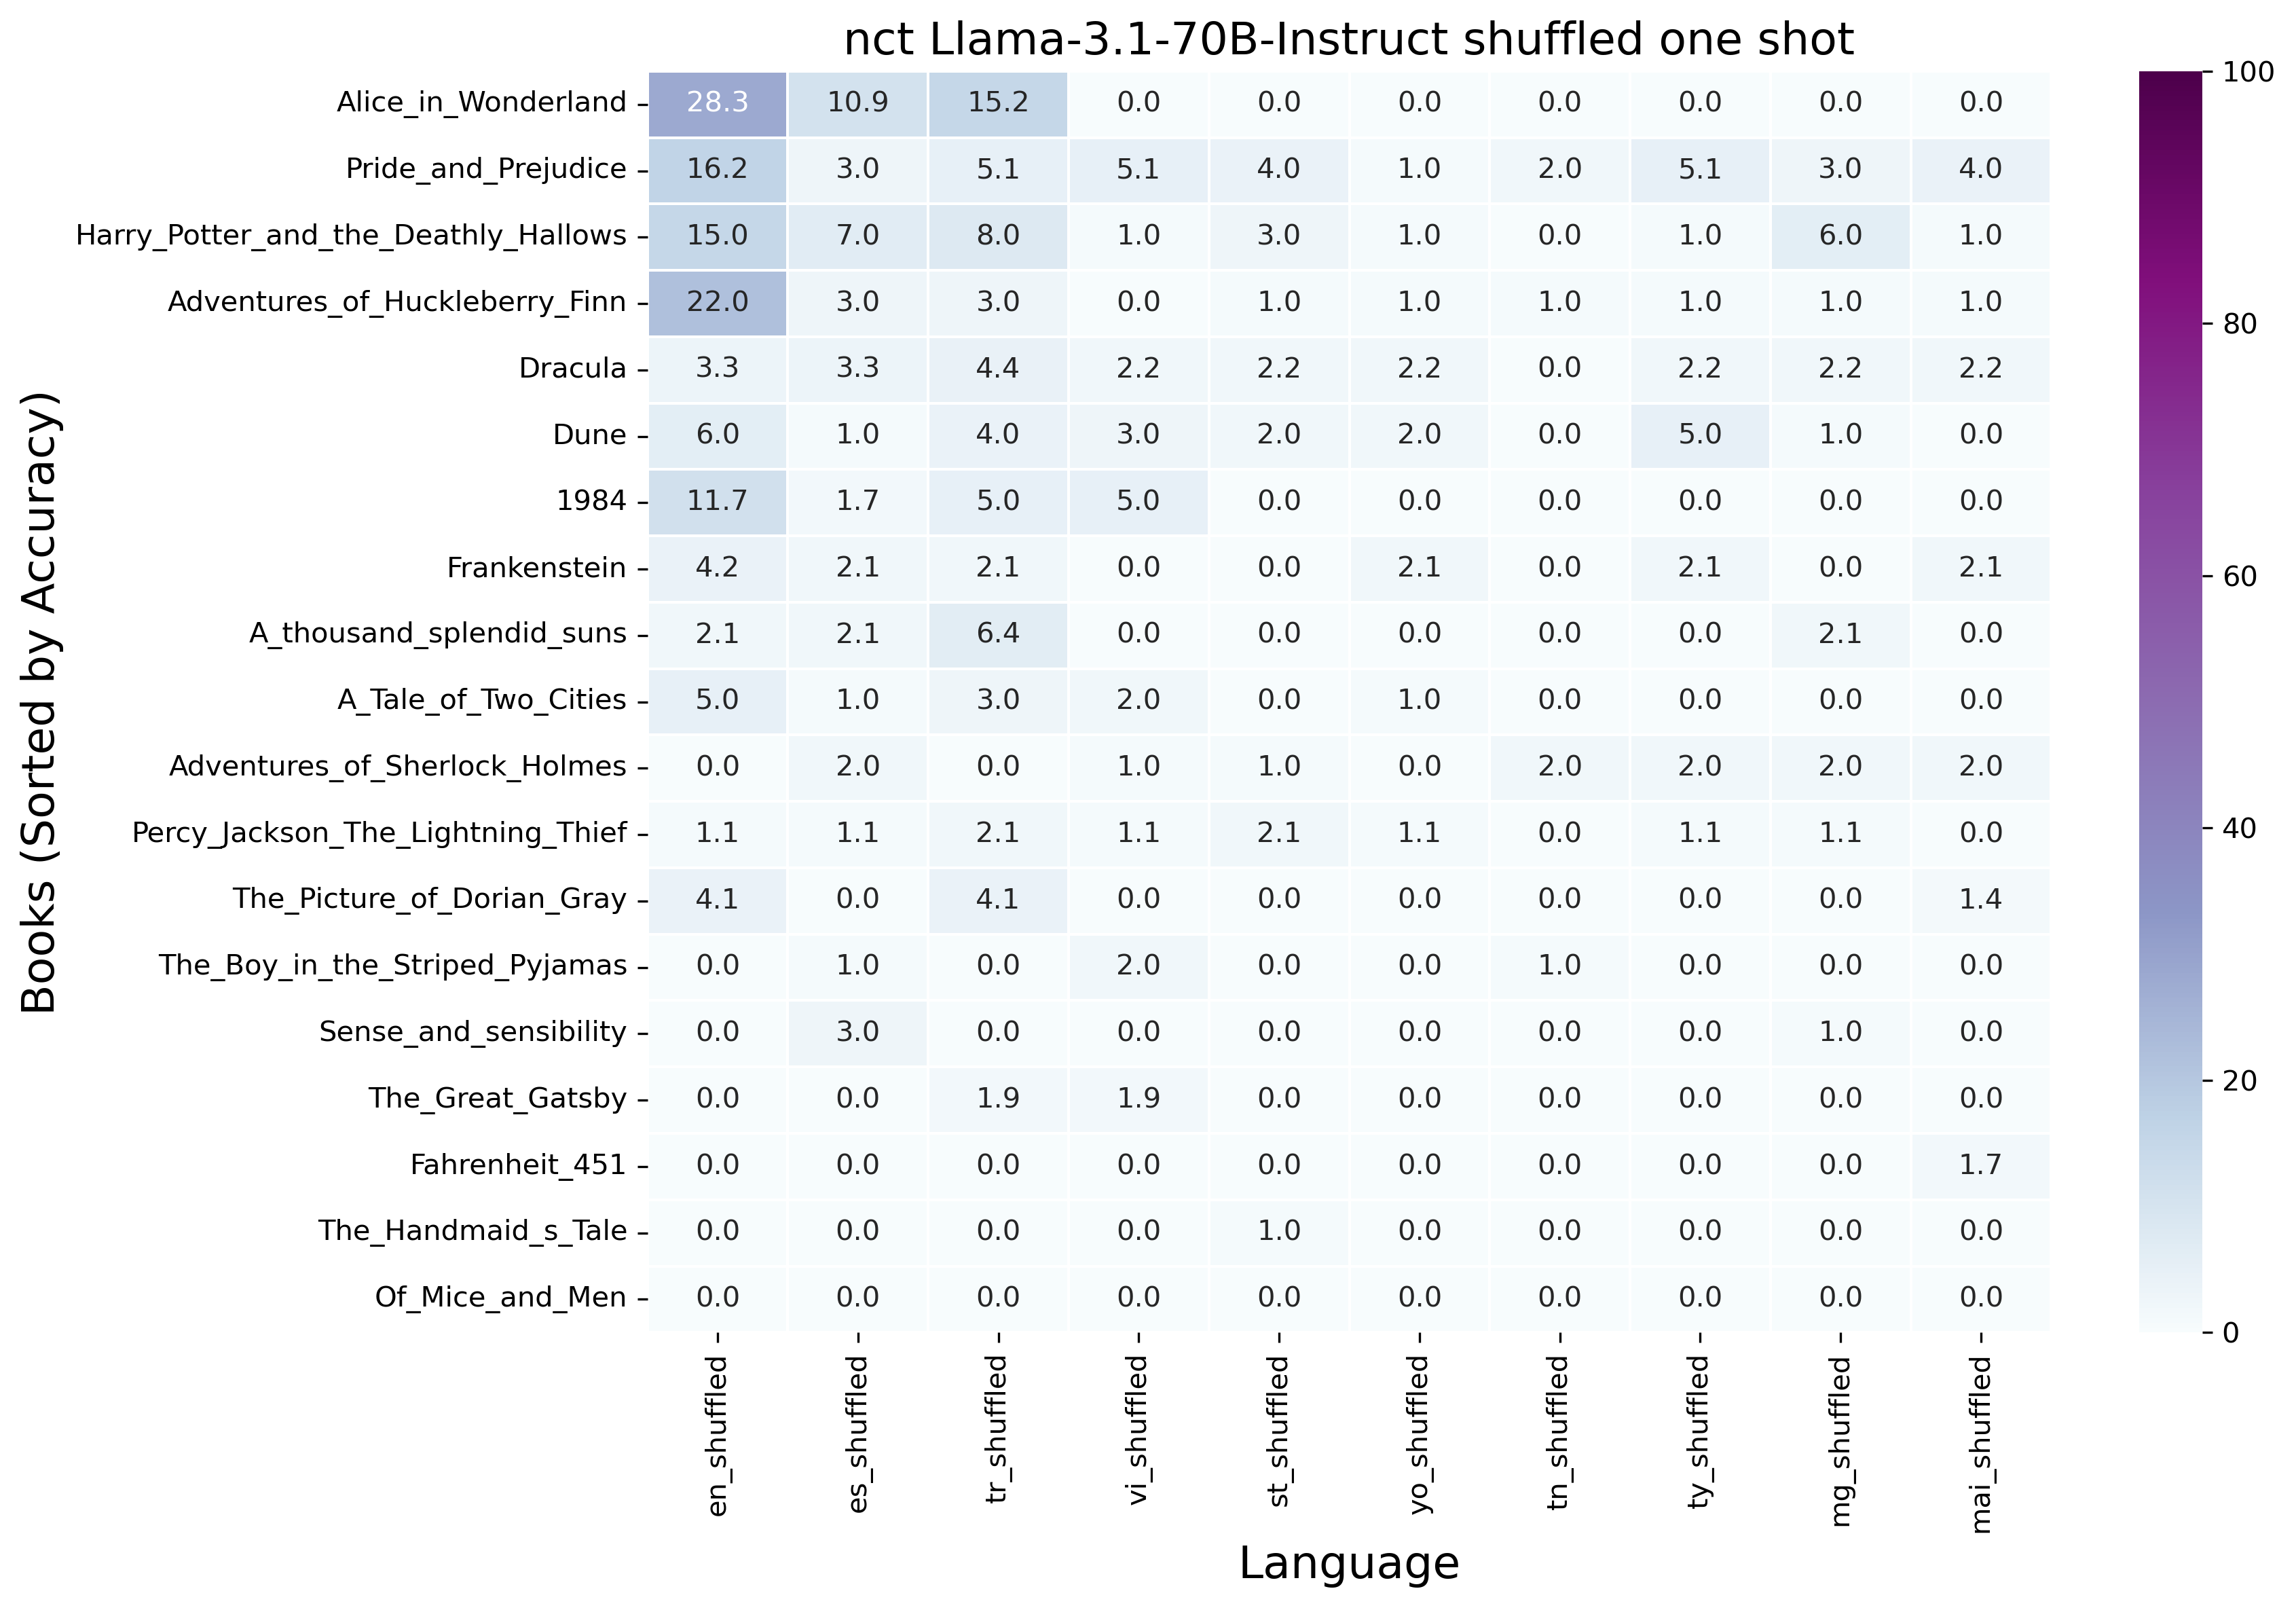 nct Llama-3.1-70B-Instruct shuffled one shot
Books (Sorted by Accuracy)
Alice_in_Wonderland 28.3 10.9 15.2 0.0 0.0 0.0 0.0 0.0 0.0 0.0
Pride_and_Prejudice 16.2 3.0 5.1 5.1 4.0 1.0 2.0 5.1 3.0 4.0
Harry_Potter_and_the_Deathly_Hallows 15.0 7.0 8.0 1.0 3.0 1.0 0.0 1.0 6.0 1.0
Adventures_of_Huckleberry_Finn 22.0 3.0 3.0 0.0 1.0 1.0 1.0 1.0 1.0 1.0
Dracula 3.3 3.3 4.4 2.2 2.2 2.2 0.0 2.2 2.2 2.2
Dune 6.0 1.0 4.0 3.0 2.0 2.0 0.0 5.0 1.0 0.0
1984 11.7 1.7 5.0 5.0 0.0 0.0 0.0 0.0 0.0 0.0
Frankenstein 4.2 2.1 2.1 0.0 0.0 2.1 0.0 2.1 0.0 2.1
A_thousand_splendid_suns 2.1 2.1 6.4 0.0 0.0 0.0 0.0 0.0 2.1 0.0
A_Tale_of_Two_Cities 5.0 1.0 3.0 2.0 0.0 1.0 0.0 0.0 0.0 0.0
Adventures_of_Sherlock_Holmes 0.0 2.0 0.0 1.0 1.0 0.0 2.0 2.0 2.0 2.0
Percy_Jackson_The_Lightning_Thief 1.1 1.1 2.1 1.1 2.1 1.1 0.0 1.1 1.1 0.0
The_Picture_of_Dorian_Gray 4.1 0.0 4.1 0.0 0.0 0.0 0.0 0.0 0.0 1.4
The_Boy_in_the_Striped_Pyjamas 0.0 1.0 0.0 2.0 0.0 0.0 1.0 0.0 0.0 0.0
Sense_and_sensibility 0.0 3.0 0.0 0.0 0.0 0.0 0.0 0.0 1.0 0.0
The_Great_Gatsby 0.0 0.0 1.9 1.9 0.0 0.0 0.0 0.0 0.0 0.0
Fahrenheit_451 0.0 0.0 0.0 0.0 0.0 0.0 0.0 0.0 0.0 1.7
The_Handmaid_s_Tale 0.0 0.0 0.0 0.0 1.0 0.0 0.0 0.0 0.0 0.0
Of_Mice_and_Men 0.0 0.0 0.0 0.0 0.0 0.0 0.0 0.0 0.0 0.0
en_shuffled es_shuffled tr_shuffled vi_shuffled st_shuffled yo_shuffled tn_shuffled ty_shuffled mg_shuffled mai_shuffled
Language
100
80
60
40
20
0